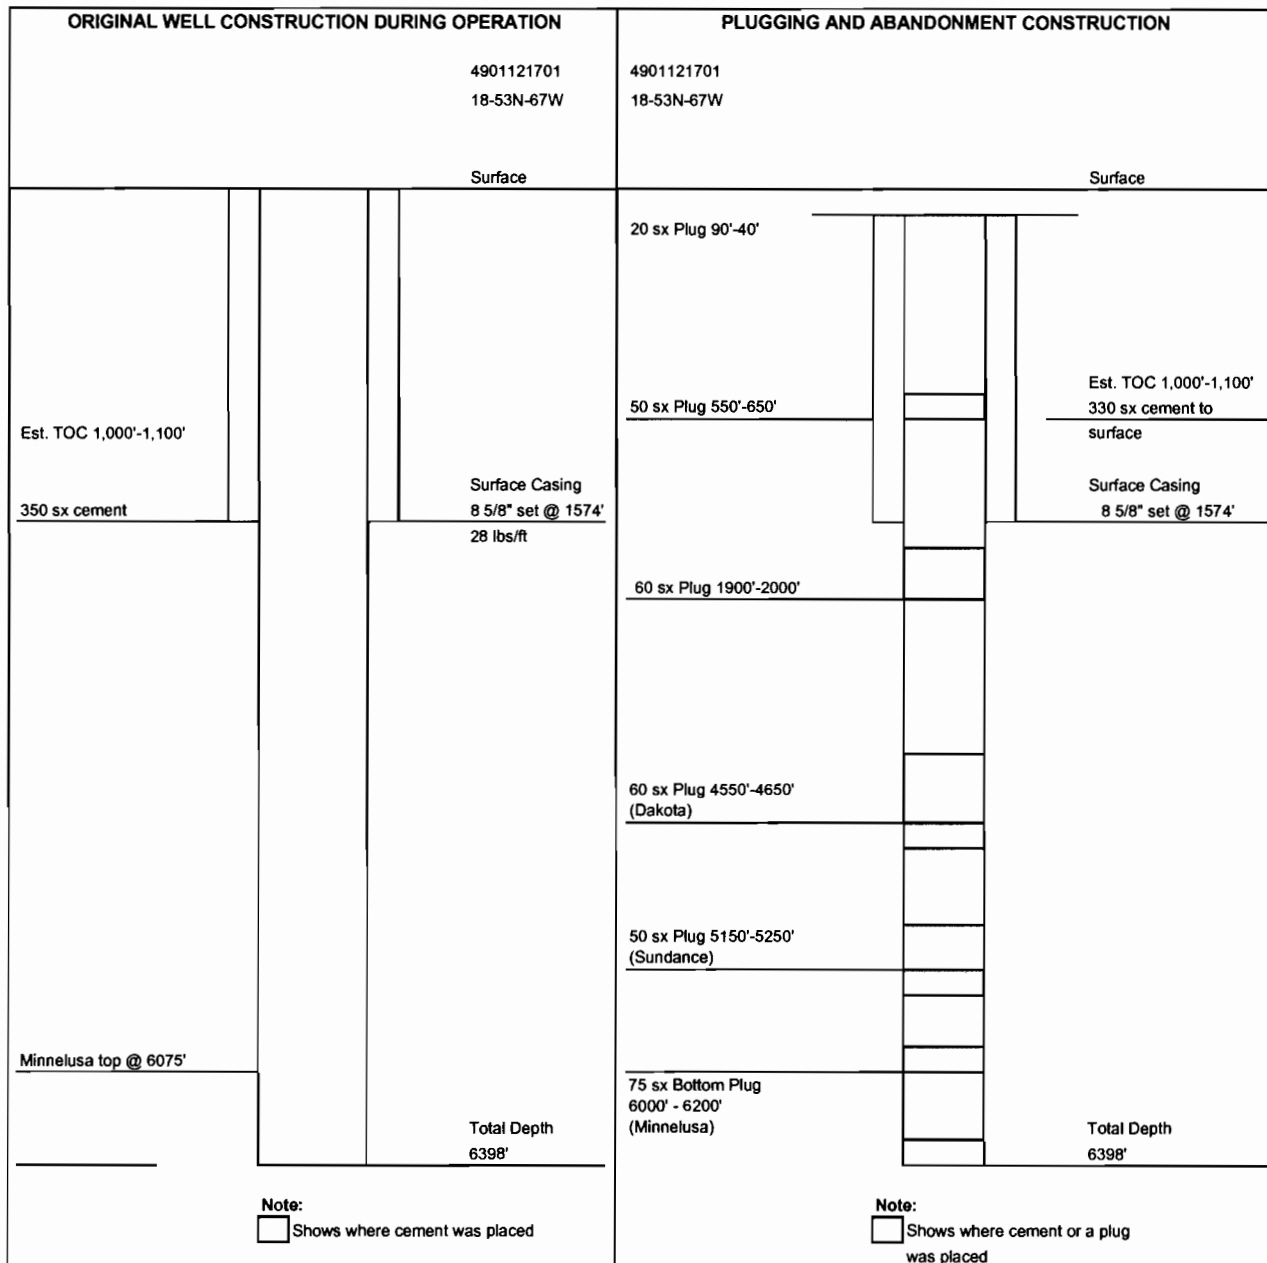 ORIGINAL WELL CONSTRUCTION DURING OPERATION
4901121701
18-53N-67W
Surface
Est. TOC 1,000'-1,100'
350 sx cement
Surface Casing
8 5/8" set @ 1574'
28 lbs/ft
Minnelusa top @ 6075'
Total Depth
6398'
Note:
Shows where cement was placed
PLUGGING AND ABANDONMENT CONSTRUCTION
4901121701
18-53N-67W
Surface
20 sx Plug 90'-40'
Est. TOC 1,000'-1,100'
330 sx cement to
surface
50 sx Plug 550'-650'
Surface Casing
8 5/8" set @ 1574'
60 sx Plug 1900'-2000'
60 sx Plug 4550'-4650'
(Dakota)
50 sx Plug 5150'-5250'
(Sundance)
75 sx Bottom Plug
6000' - 6200'
(Minnelusa)
Total Depth
6398'
Note:
Shows where cement or a plug
was placed